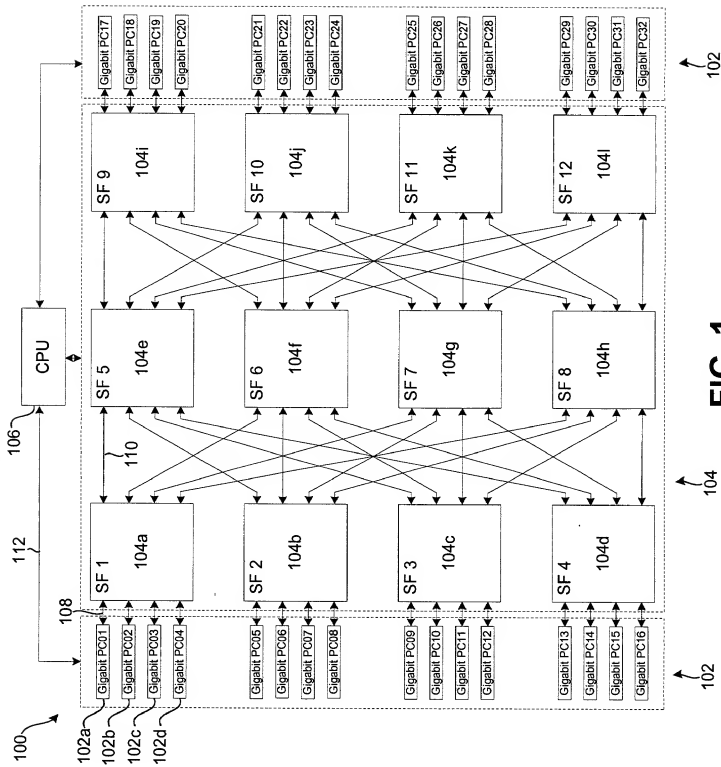 100
112
106
CPU
102a
102b
102c
102d
108
110
Gigabit PC01
Gigabit PC02
Gigabit PC03
Gigabit PC04
Gigabit PC05
Gigabit PC06
Gigabit PC07
Gigabit PC08
Gigabit PC09
Gigabit PC10
Gigabit PC11
Gigabit PC12
Gigabit PC13
Gigabit PC14
Gigabit PC15
Gigabit PC16
102
SF 1
104a
SF 2
104b
SF 3
104c
SF 4
104d
SF 5
104e
SF 6
104f
SF 7
104g
SF 8
104h
SF 9
104i
SF 10
104j
SF 11
104k
SF 12
104l
104
Gigabit PC17
Gigabit PC18
Gigabit PC19
Gigabit PC20
Gigabit PC21
Gigabit PC22
Gigabit PC23
Gigabit PC24
Gigabit PC25
Gigabit PC26
Gigabit PC27
Gigabit PC28
Gigabit PC29
Gigabit PC30
Gigabit PC31
Gigabit PC32
102
FIG. 1